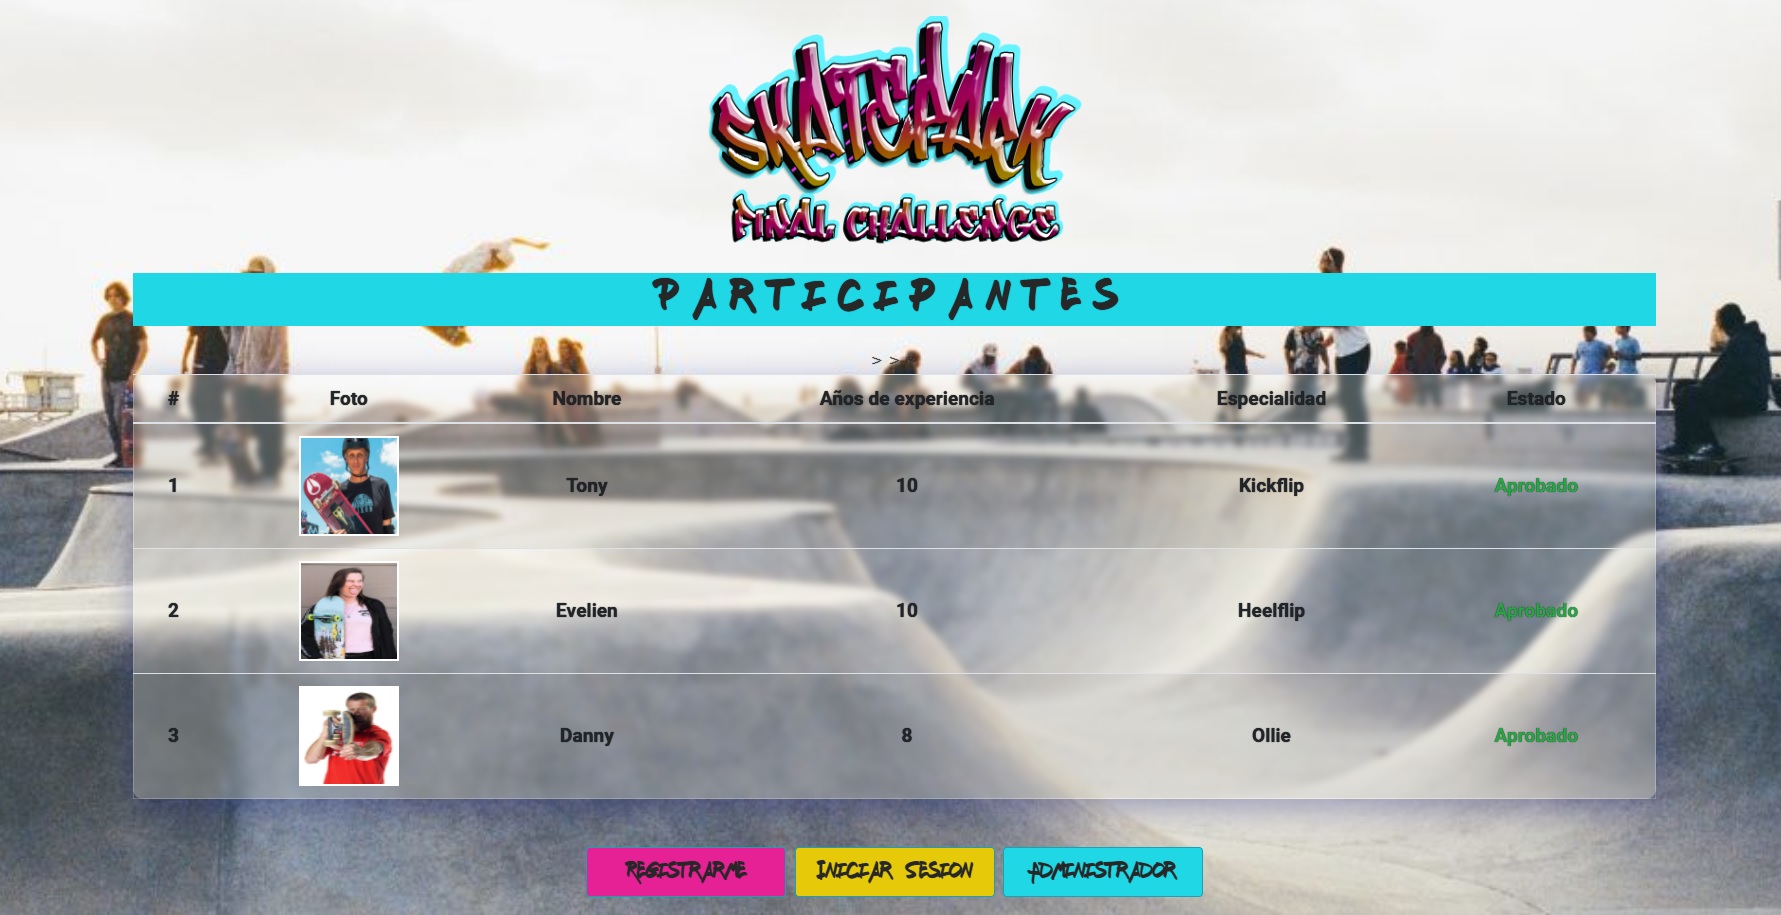 SKATEPARK
FINAL CHALLENGE
PARTICIPANTES
> >
# Foto Nombre Años de experiencia Especialidad Estado
1 Tony 10 Kickflip Aprobado
2 Evelien 10 Heelflip Aprobado
3 Danny 8 Ollie Aprobado
REGISTRARME INICIAR SESION ADMINISTRADOR